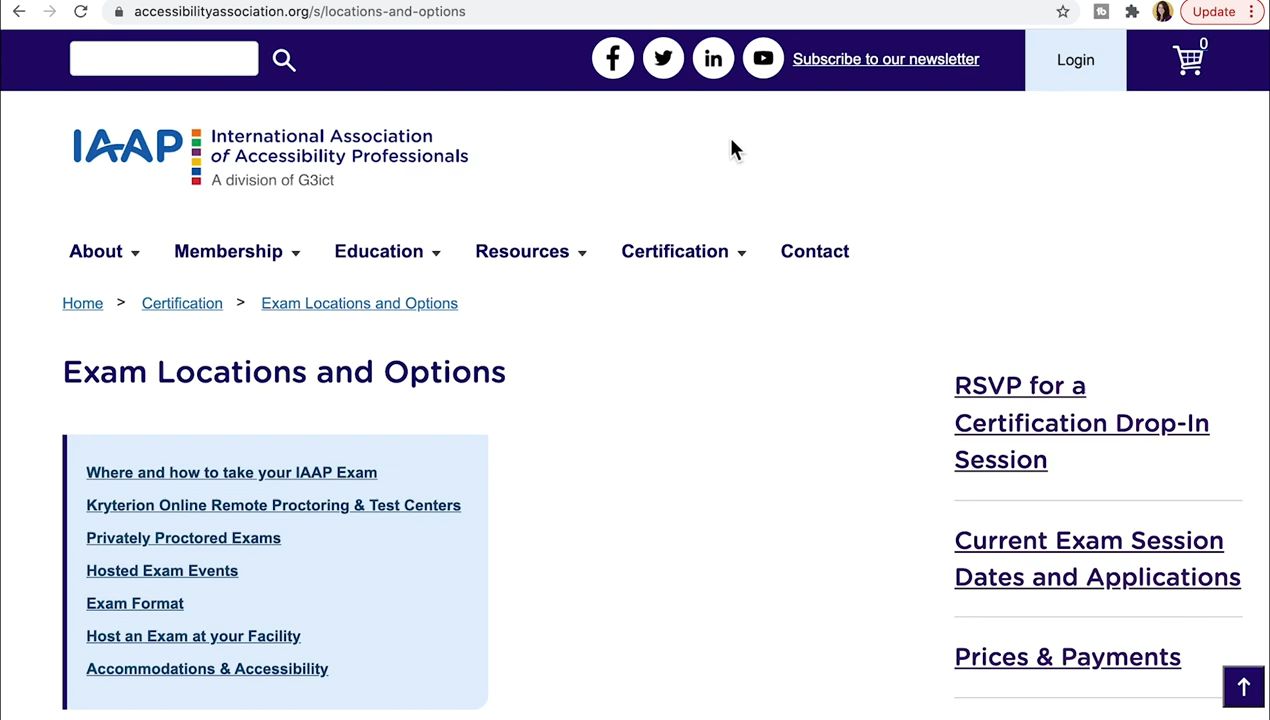 accessibilityassociation.org/s/locations-and-options
Update
Subscribe to our newsletter
Login
0
IAAP
International Association
of Accessibility Professionals
A division of G3ict
About
Membership
Education
Resources
Certification
Contact
Home > Certification > Exam Locations and Options
Exam Locations and Options
Where and how to take your IAAP Exam
Kryterion Online Remote Proctoring & Test Centers
Privately Proctored Exams
Hosted Exam Events
Exam Format
Host an Exam at your Facility
Accommodations & Accessibility
RSVP for a
Certification Drop-In
Session
Current Exam Session
Dates and Applications
Prices & Payments